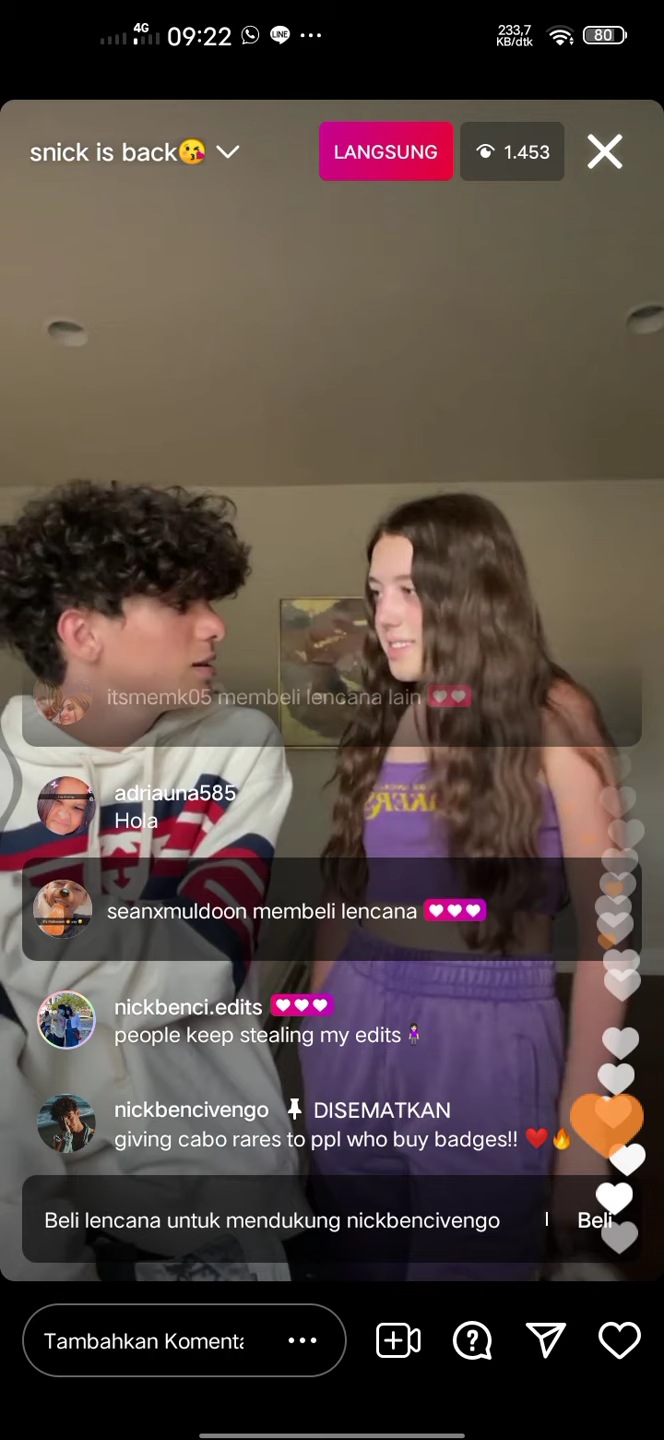 4G 09:22 LINE ... 233,7 KB/dtk 80
snick is back😘
LANGSUNG
1.453
itsmemk05 membeli lencana lain
adriauna585
Hola
seanxmuldoon membeli lencana
nickbenci.edits
people keep stealing my edits🧍🏻‍♀️
nickbencivengo DISEMATKAN
giving cabo rares to ppl who buy badges!! ❤️🔥
Beli lencana untuk mendukung nickbencivengo | Beli
Tambahkan Komenta